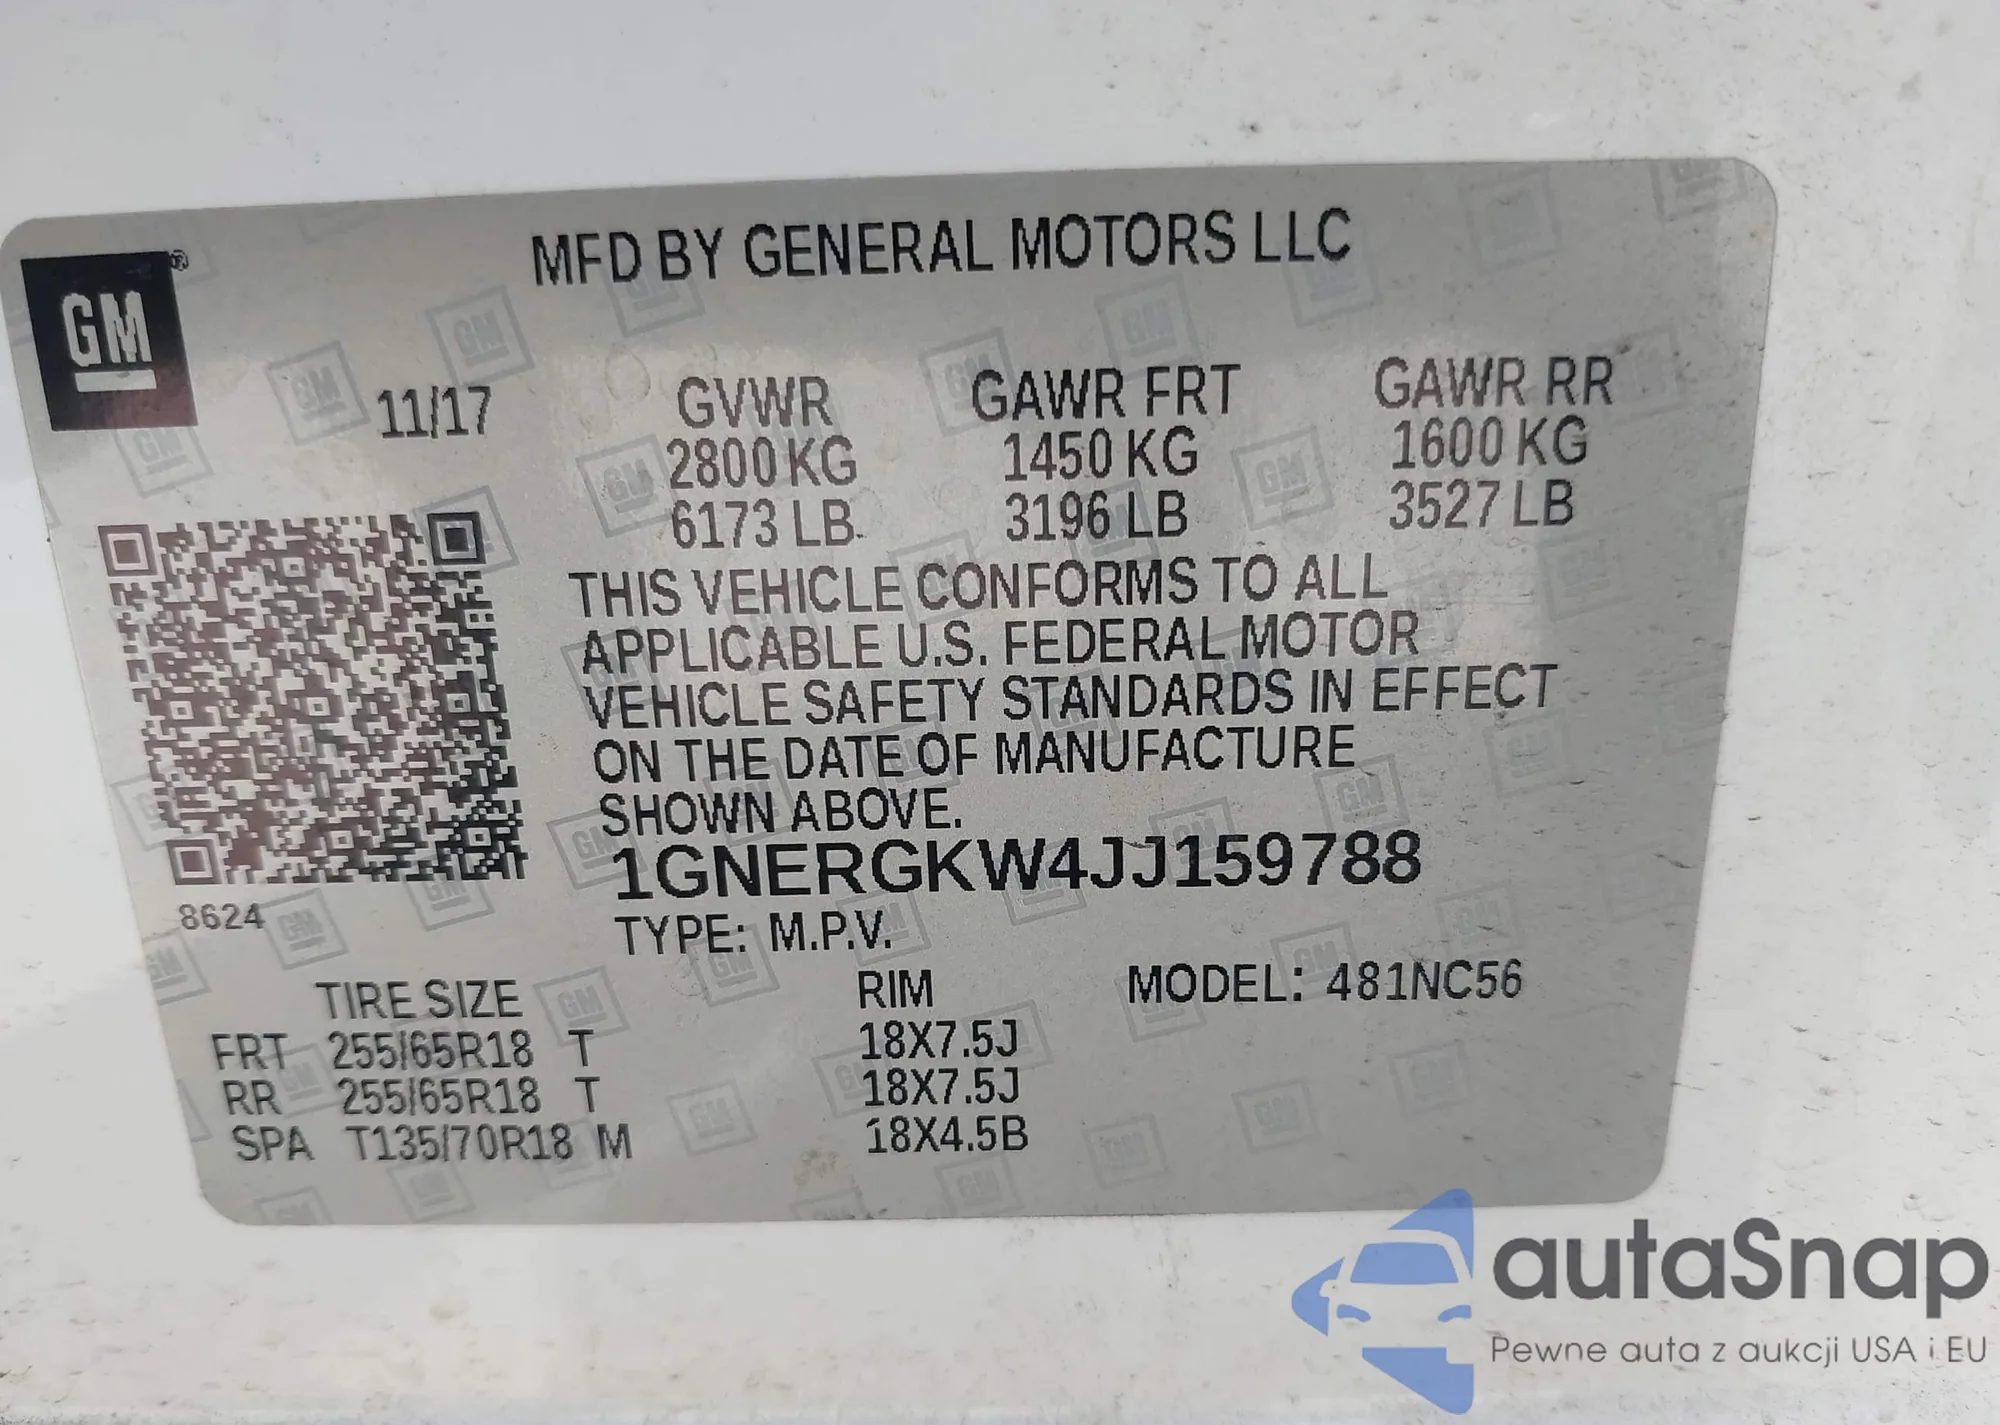 MFD BY GENERAL MOTORS LLC
GM
11/17
GVWR GAWR FRT GAWR RR
2800 KG 1450 KG 1600 KG
6173 LB 3196 LB 3527 LB
THIS VEHICLE CONFORMS TO ALL
APPLICABLE U.S. FEDERAL MOTOR
VEHICLE SAFETY STANDARDS IN EFFECT
ON THE DATE OF MANUFACTURE
SHOWN ABOVE.
1GNERGKW4JJ159788
8624
TYPE: M.P.V.
TIRE SIZE RIM MODEL: 481NC56
FRT 255/65R18 T 18X7.5J
RR 255/65R18 T 18X7.5J
SPA T135/70R18 M 18X4.5B
autaSnap
Pewne auta z aukcji USA i EU